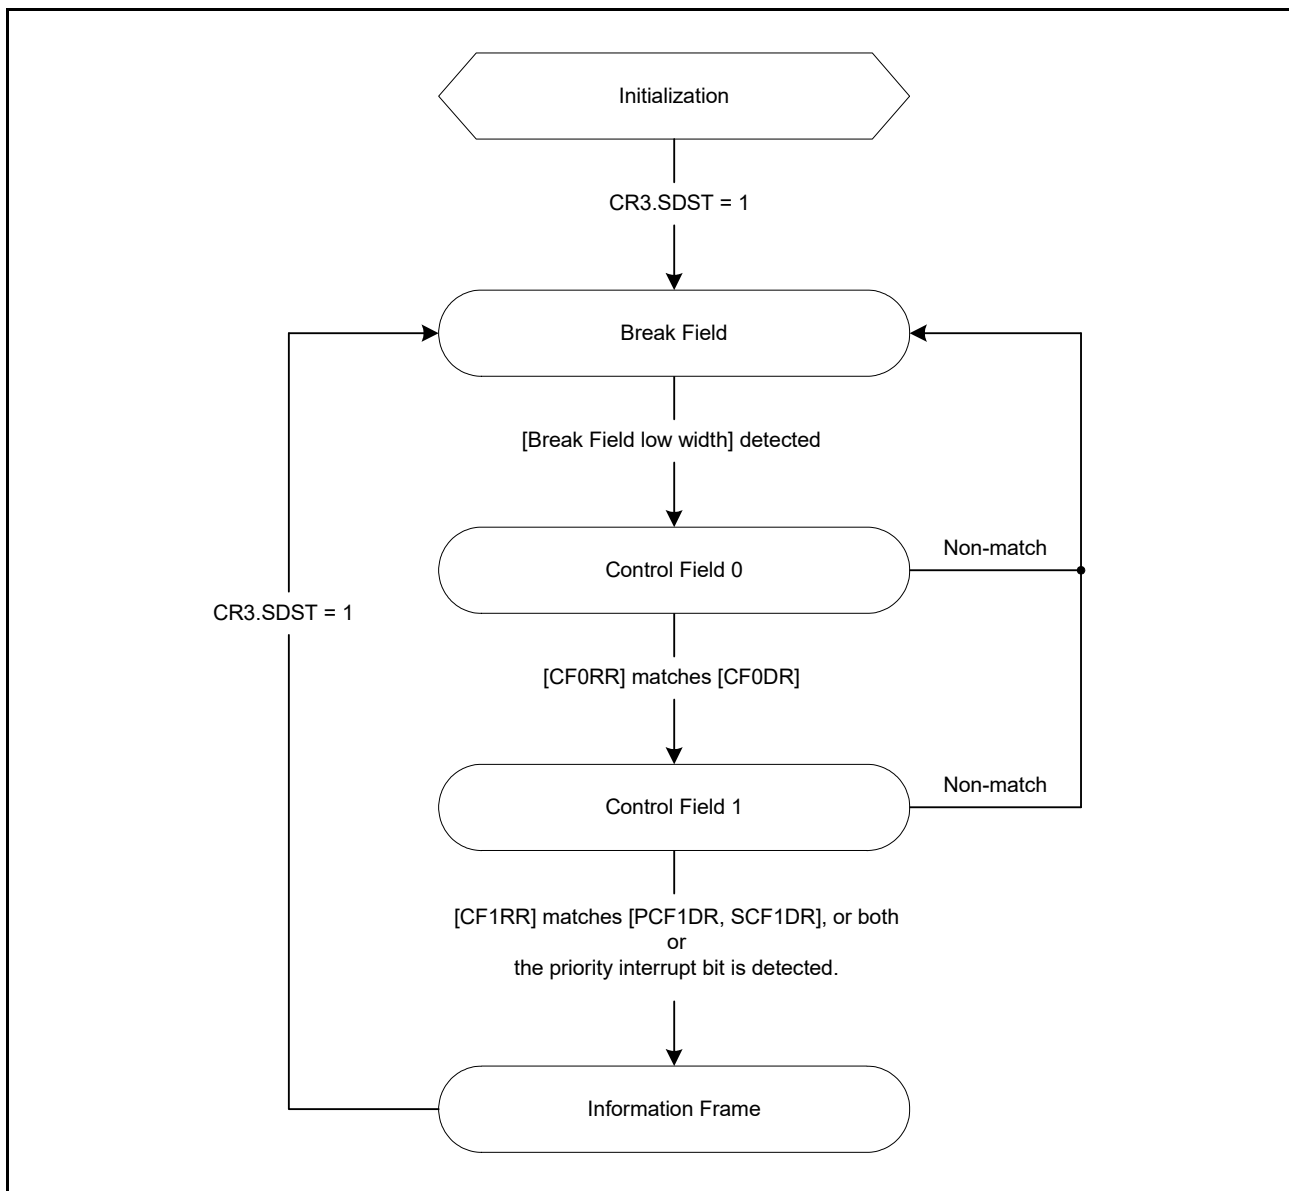 Initialization
CR3.SDST = 1
Break Field
[Break Field low width] detected
Control Field 0
Non-match
CR3.SDST = 1
[CF0RR] matches [CF0DR]
Control Field 1
Non-match
[CF1RR] matches [PCF1DR, SCF1DR], or both
or
the priority interrupt bit is detected.
Information Frame